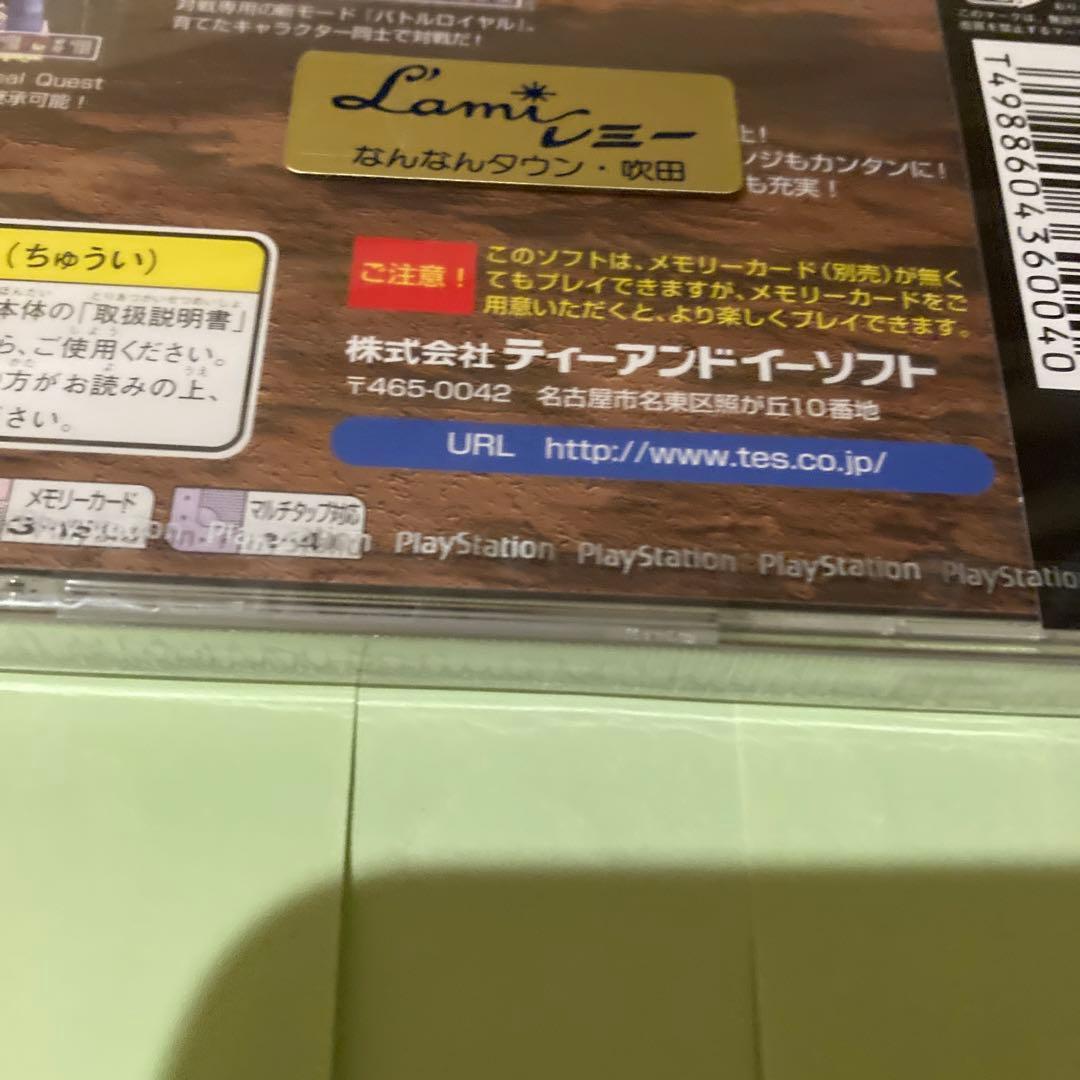 対戦専用の新モード「バトルロイヤル」。
育てたキャラクター同士で対戦だ!
eal Quest
承可能!
L'ami レミー
なんなんタウン・吹田
上!
ンジもカンタンに!
も充実!
T4988604360040
(ちゅうい)
本体の「取扱説明書」
ら、ご使用ください。
方がお読みの上、
さい。
ご注意!
このソフトは、メモリーカード(別売)が無く
てもプレイできますが、メモリーカードをご
用意いただくと、より楽しくプレイできます。
株式会社 ティーアンドイーソフト
〒465-0042 名古屋市名東区照が丘10番地
URL http://www.tes.co.jp/
メモリーカード
マルチタップ対応
PlayStation PlayStation PlayStation PlayStatio